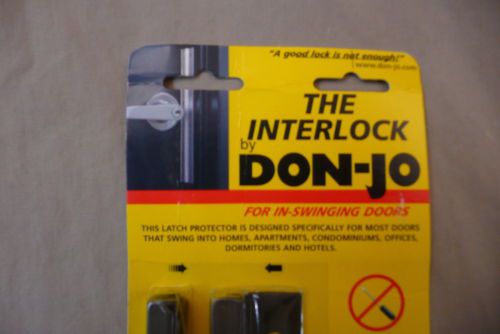 "A good lock is not enough!"
www.don-jo.com
THE
INTERLOCK
by
DON-JO
FOR IN-SWINGING DOORS
THIS LATCH PROTECTOR IS DESIGNED SPECIFICALLY FOR MOST DOORS
THAT SWING INTO HOMES, APARTMENTS, CONDOMINIUMS, OFFICES,
DORMITORIES AND HOTELS.